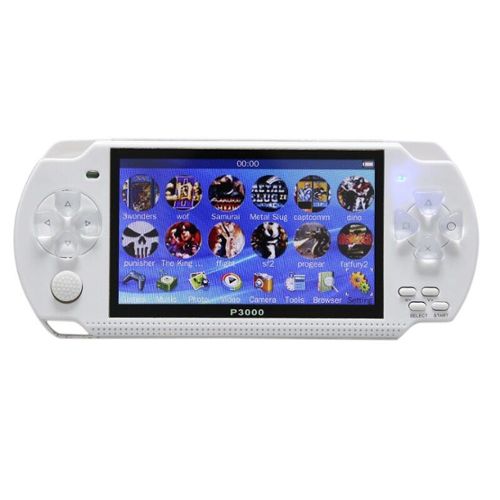 00:00
3wonders wof Samurai Metal Slug captcomm dino
punisher The King ... ffight sf2 progear farfury2
Music Photo Video Camera Tools Browser Setting
P3000
SELECT START